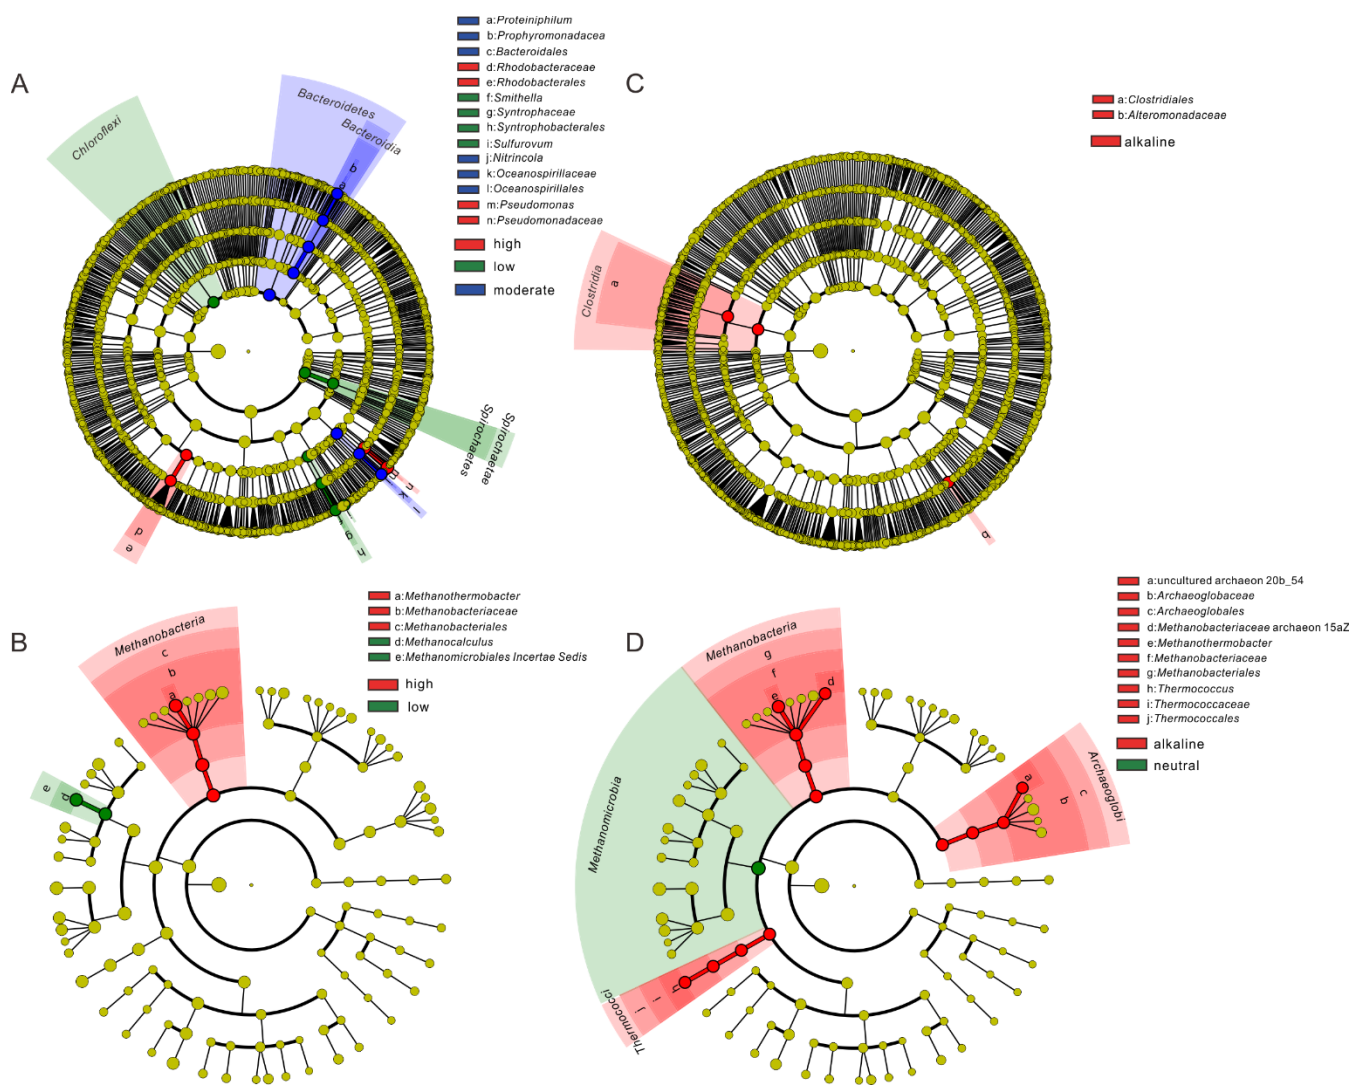 A
Chloroflexi
Bacteroidetes
Bacteroidia
b
a
Spirochaetes
Spirochaetae
d
e
g
h
k
l
m
n
a:Proteiniphilum
b:Prophyromonadacea
c:Bacteroidales
d:Rhodobacteraceae
e:Rhodobacterales
f:Smithella
g:Syntrophaceae
h:Syntrophobacterales
i:Sulfurovum
j:Nitrincola
k:Oceanospirillaceae
l:Oceanospirillales
m:Pseudomonas
n:Pseudomonadaceae
high
low
moderate
C
Clostridia
a
b
a:Clostridiales
b:Alteromonadaceae
alkaline
B
Methanobacteria
c
b
a
e
d
a:Methanothermobacter
b:Methanobacteriaceae
c:Methanobacteriales
d:Methanocalculus
e:Methanomicrobiales Incertae Sedis
high
low
D
Methanobacteria
g
f
e
d
Methanomicrobia
Archaeoglobi
a
b
c
Thermococci
h
i
j
a:uncultured archaeon 20b_54
b:Archaeoglobaceae
c:Archaeoglobales
d:Methanobacteriaceae archaeon 15aZ
e:Methanothermobacter
f:Methanobacteriaceae
g:Methanobacteriales
h:Thermococcus
i:Thermococcaceae
j:Thermococcales
alkaline
neutral